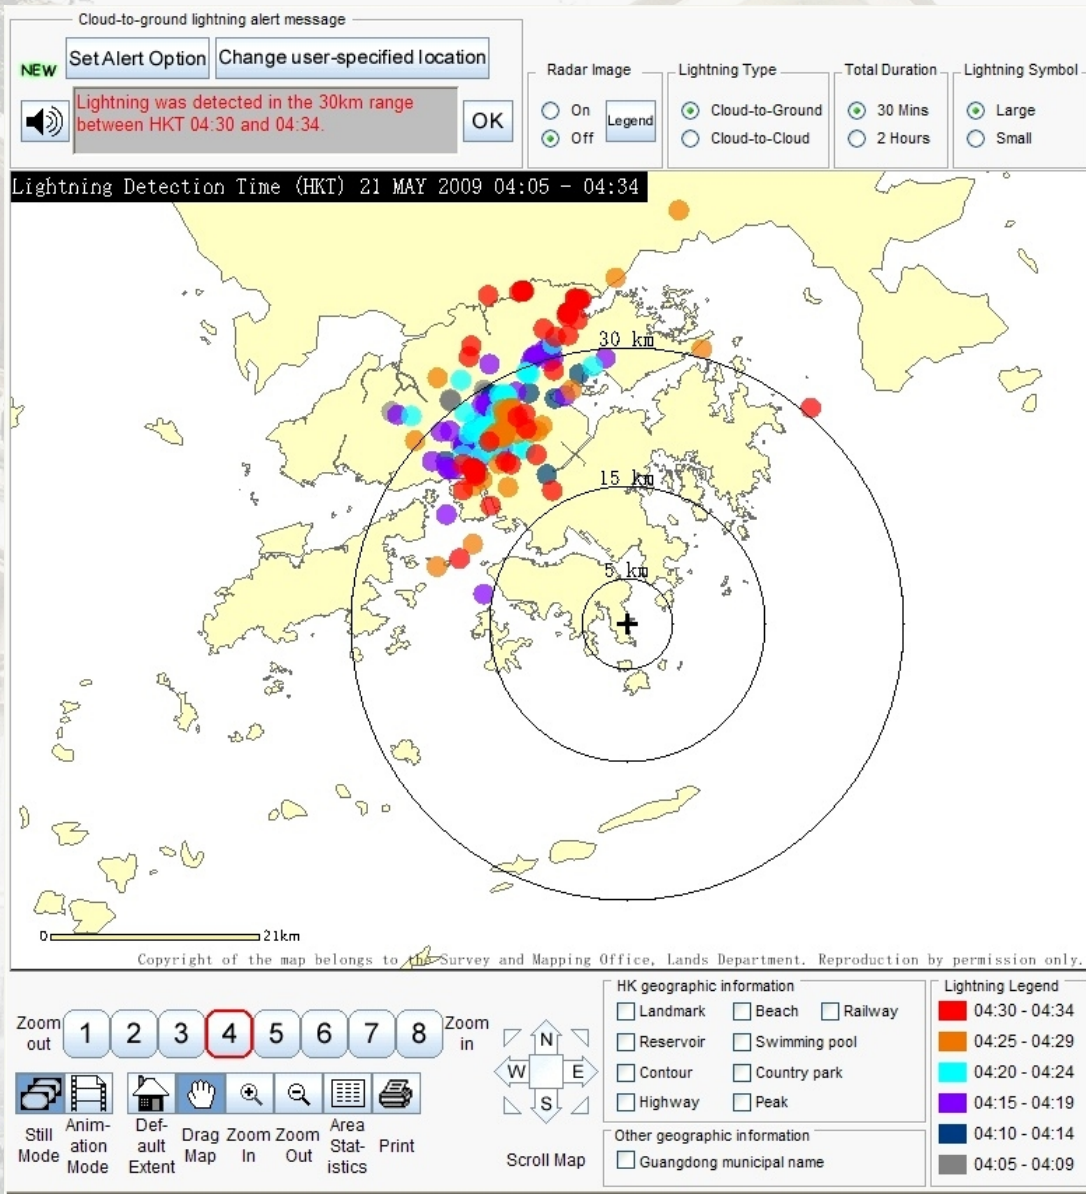 Cloud-to-ground lightning alert message
NEW
Set Alert Option
Change user-specified location
Lightning was detected in the 30km range
between HKT 04:30 and 04:34.
OK
Radar Image
On
Off
Legend
Lightning Type
Cloud-to-Ground
Cloud-to-Cloud
Total Duration
30 Mins
2 Hours
Lightning Symbol
Large
Small
Lightning Detection Time (HKT) 21 MAY 2009 04:05 - 04:34
30 km
15 km
5 km
0 21km
Copyright of the map belongs to the Survey and Mapping Office, Lands Department. Reproduction by permission only.
Zoom
out
1 2 3 4 5 6 7 8
Zoom
in
Still
Mode
Anim-
ation
Mode
Def-
ault
Extent
Drag
Map
Zoom
In
Zoom
Out
Area
Stat-
istics
Print
N
W E
S
Scroll Map
HK geographic information
Landmark Beach Railway
Reservoir Swimming pool
Contour Country park
Highway Peak
Other geographic information
Guangdong municipal name
Lightning Legend
04:30 - 04:34
04:25 - 04:29
04:20 - 04:24
04:15 - 04:19
04:10 - 04:14
04:05 - 04:09